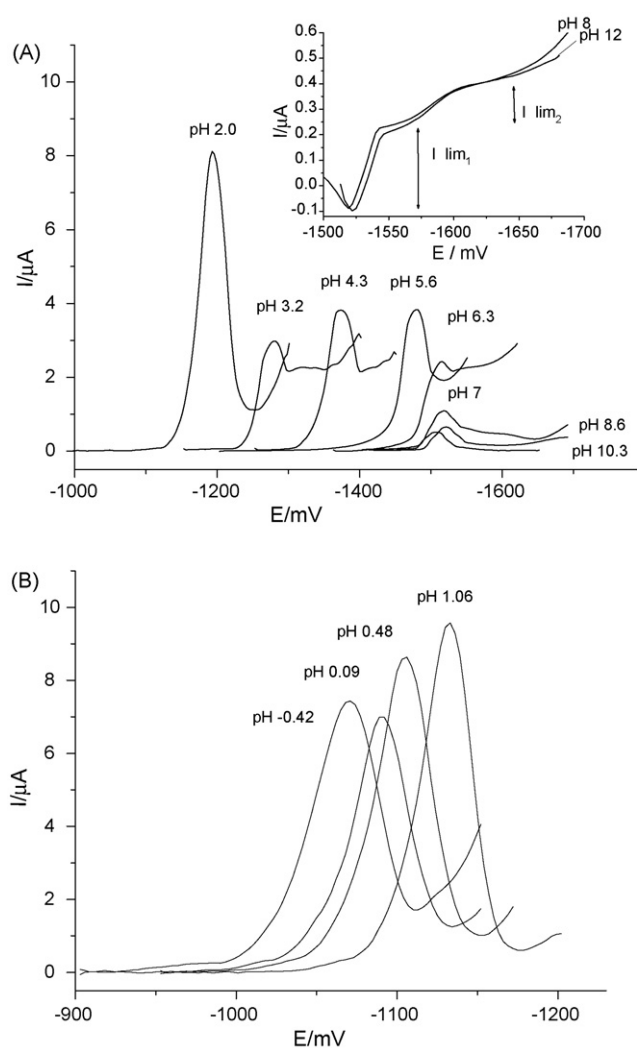 (A)
I/μA
10
8
6
4
2
0
pH 2.0
pH 3.2
pH 4.3
pH 5.6
pH 6.3
pH 7
pH 8.6
pH 10.3
-1000
-1200
-1400
-1600
E/mV
I/μA
0.6
0.5
0.4
0.3
0.2
0.1
0.0
-0.1
pH 8
pH 12
I lim₁
I lim₂
-1500
-1550
-1600
-1650
-1700
E / mV
(B)
I/μA
10
8
6
4
2
0
pH 1.06
pH 0.48
pH 0.09
pH -0.42
-900
-1000
-1100
-1200
E/mV